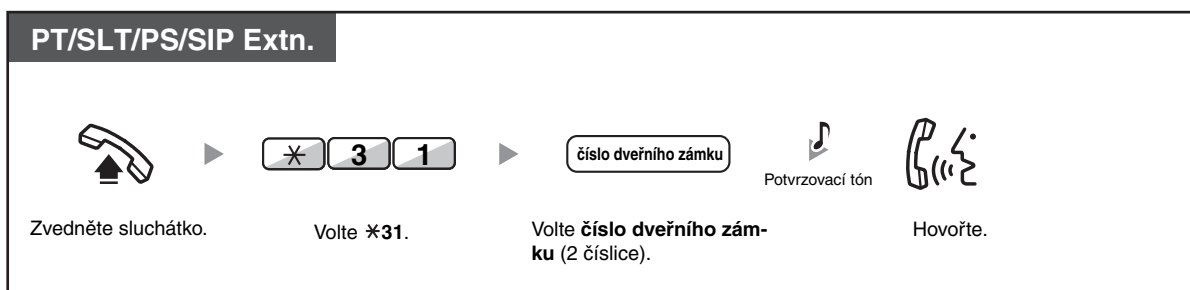 PT/SLT/PS/SIP Extn.
✳ 3 1
číslo dveřního zámku
Potvrzovací tón
Zvedněte sluchátko.
Volte ✳31.
Volte číslo dveřního zám-
ku (2 číslice).
Hovořte.